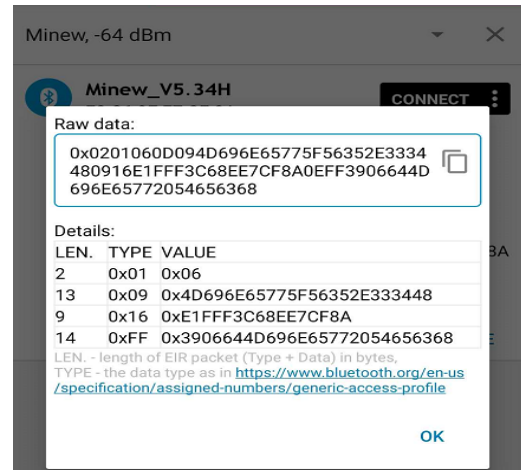 Minew, -64 dBm
Minew_V5.34H
CONNECT
Raw data:
0x0201060D094D696E65775F56352E3334
480916E1FFF3C68EE7CF8A0EFF3906644D
696E65772054656368
8A
Details:
LEN. TYPE VALUE
2 0x01 0x06
13 0x09 0x4D696E65775F56352E333448
9 0x16 0xE1FFF3C68EE7CF8A
14 0xFF 0x3906644D696E65772054656368
LEN. - length of EIR packet (Type + Data) in bytes,
TYPE - the data type as in https://www.bluetooth.org/en-us
/specification/assigned-numbers/generic-access-profile
OK